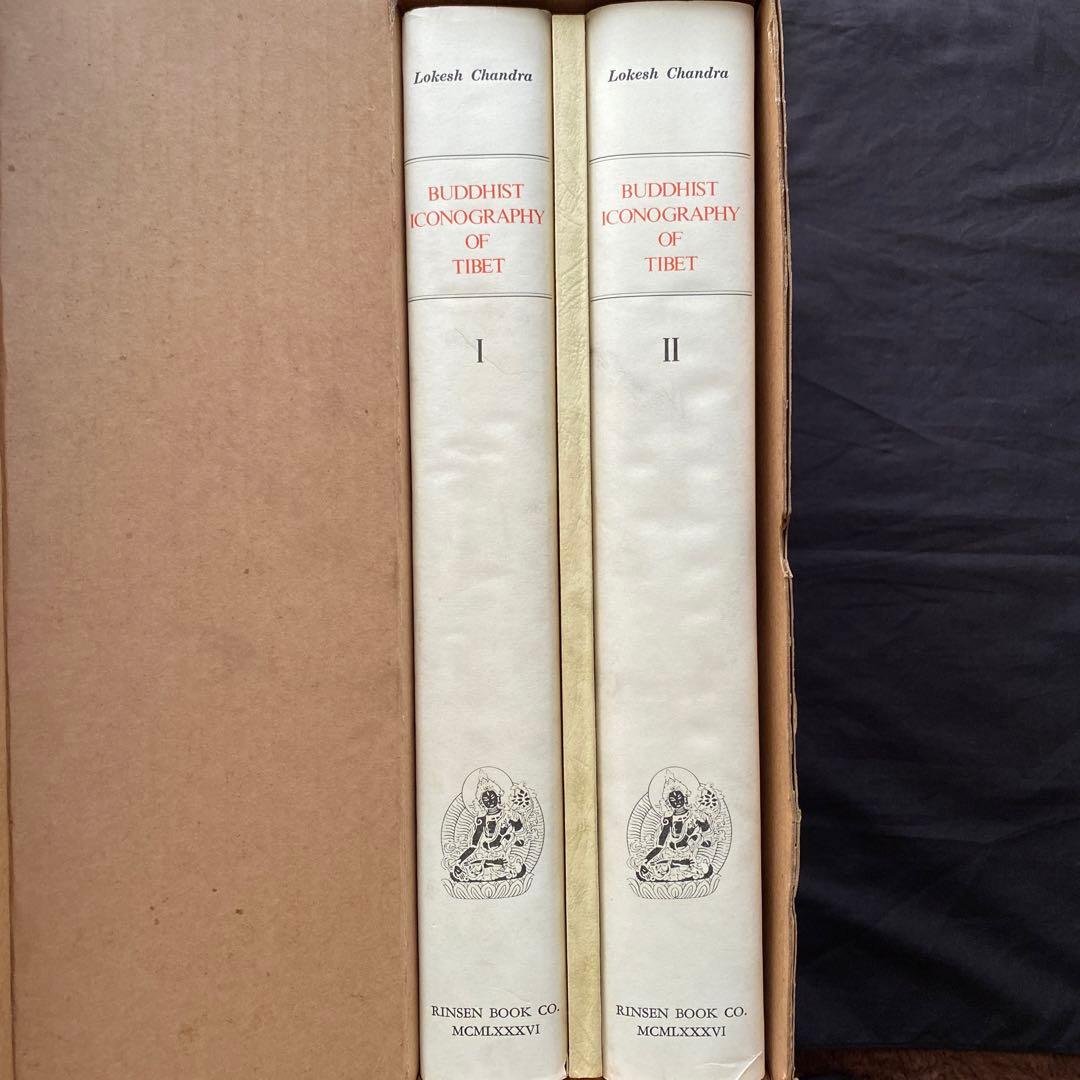 Lokesh Chandra
BUDDHIST
ICONOGRAPHY
OF
TIBET
I
RINSEN BOOK CO.
MCMLXXXVI
Lokesh Chandra
BUDDHIST
ICONOGRAPHY
OF
TIBET
II
RINSEN BOOK CO.
MCMLXXXVI